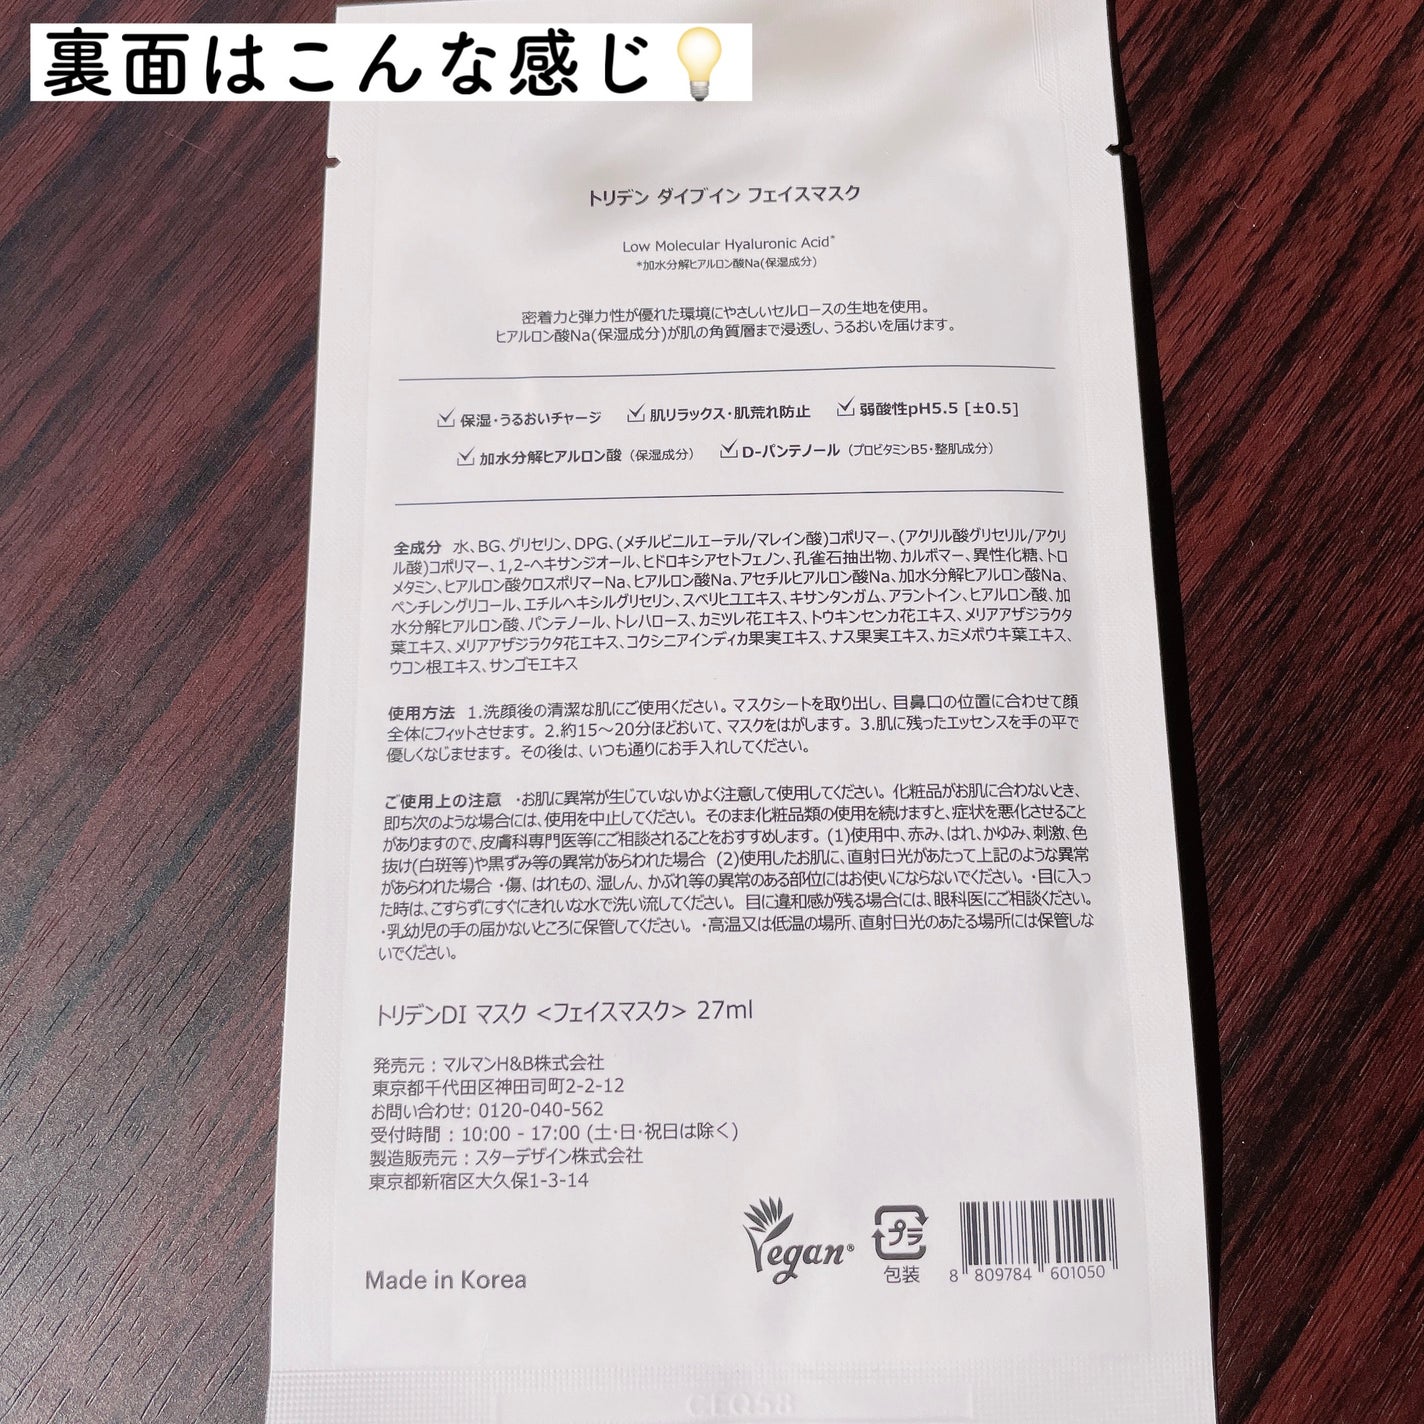 裏面はこんな感じ💡
トリデン ダイブイン フェイスマスク
Low Molecular Hyaluronic Acid*
*加水分解ヒアルロン酸Na(保湿成分)
密着力と弾力性が優れた環境にやさしいセルロースの生地を使用。
ヒアルロン酸Na(保湿成分)が肌の角質層まで浸透し、うるおいを届けます。
保湿・うるおいチャージ 肌リラックス・肌荒れ防止 弱酸性pH5.5 [±0.5]
加水分解ヒアルロン酸（保湿成分） D-パンテノール（プロビタミンB5・整肌成分）
全成分 水、BG、グリセリン、DPG、(メチルビニルエーテル/マレイン酸)コポリマー、(アクリル酸グリセリル/アクリ
ル酸)コポリマー、1,2-ヘキサンジオール、ヒドロキシアセトフェノン、孔雀石抽出物、カルボマー、異性化糖、トロ
メタミン、ヒアルロン酸クロスポリマーNa、ヒアルロン酸Na、アセチルヒアルロン酸Na、加水分解ヒアルロン酸Na、
ペンチレングリコール、エチルヘキシルグリセリン、スベリヒユエキス、キサンタンガム、アラントイン、ヒアルロン酸、加
水分解ヒアルロン酸、パンテノール、トレハロース、カミツレ花エキス、トウキンセンカ花エキス、メリアアザジラクタ
葉エキス、メリアアザジラクタ花エキス、コクシニアインディカ果実エキス、ナス果実エキス、カミメボウキ葉エキス、
ウコン根エキス、サンゴモエキス
使用方法 1.洗顔後の清潔な肌にご使用ください。マスクシートを取り出し、目鼻口の位置に合わせて顔
全体にフィットさせます。2.約15～20分ほどおいて、マスクをはがします。3.肌に残ったエッセンスを手の平で
優しくなじませます。その後は、いつも通りにお手入れしてください。
ご使用上の注意 ・お肌に異常が生じていないかよく注意して使用してください。化粧品がお肌に合わないとき、
即ち次のような場合には、使用を中止してください。そのまま化粧品類の使用を続けますと、症状を悪化させること
がありますので、皮膚科専門医等にご相談されることをおすすめします。(1)使用中、赤み、はれ、かゆみ、刺激、色
抜け(白斑等)や黒ずみ等の異常があらわれた場合 (2)使用したお肌に、直射日光があたって上記のような異常
があらわれた場合 ・傷、はれもの、湿しん、かぶれ等の異常のある部位にはお使いにならないでください。・目に入っ
た時は、こすらずにすぐにきれいな水で洗い流してください。目に違和感が残る場合には、眼科医にご相談ください。
・乳幼児の手の届かないところに保管してください。・高温又は低温の場所、直射日光のあたる場所には保管しな
いでください。
トリデンDI マスク <フェイスマスク> 27ml
発売元：マルマンH&B株式会社
東京都千代田区神田司町2-2-12
お問い合わせ: 0120-040-562
受付時間：10:00 - 17:00 (土・日・祝日は除く)
製造販売元：スターデザイン株式会社
東京都新宿区大久保1-3-14
Vegan®
プラ
包装
8 809784 601050
Made in Korea
CEQ58